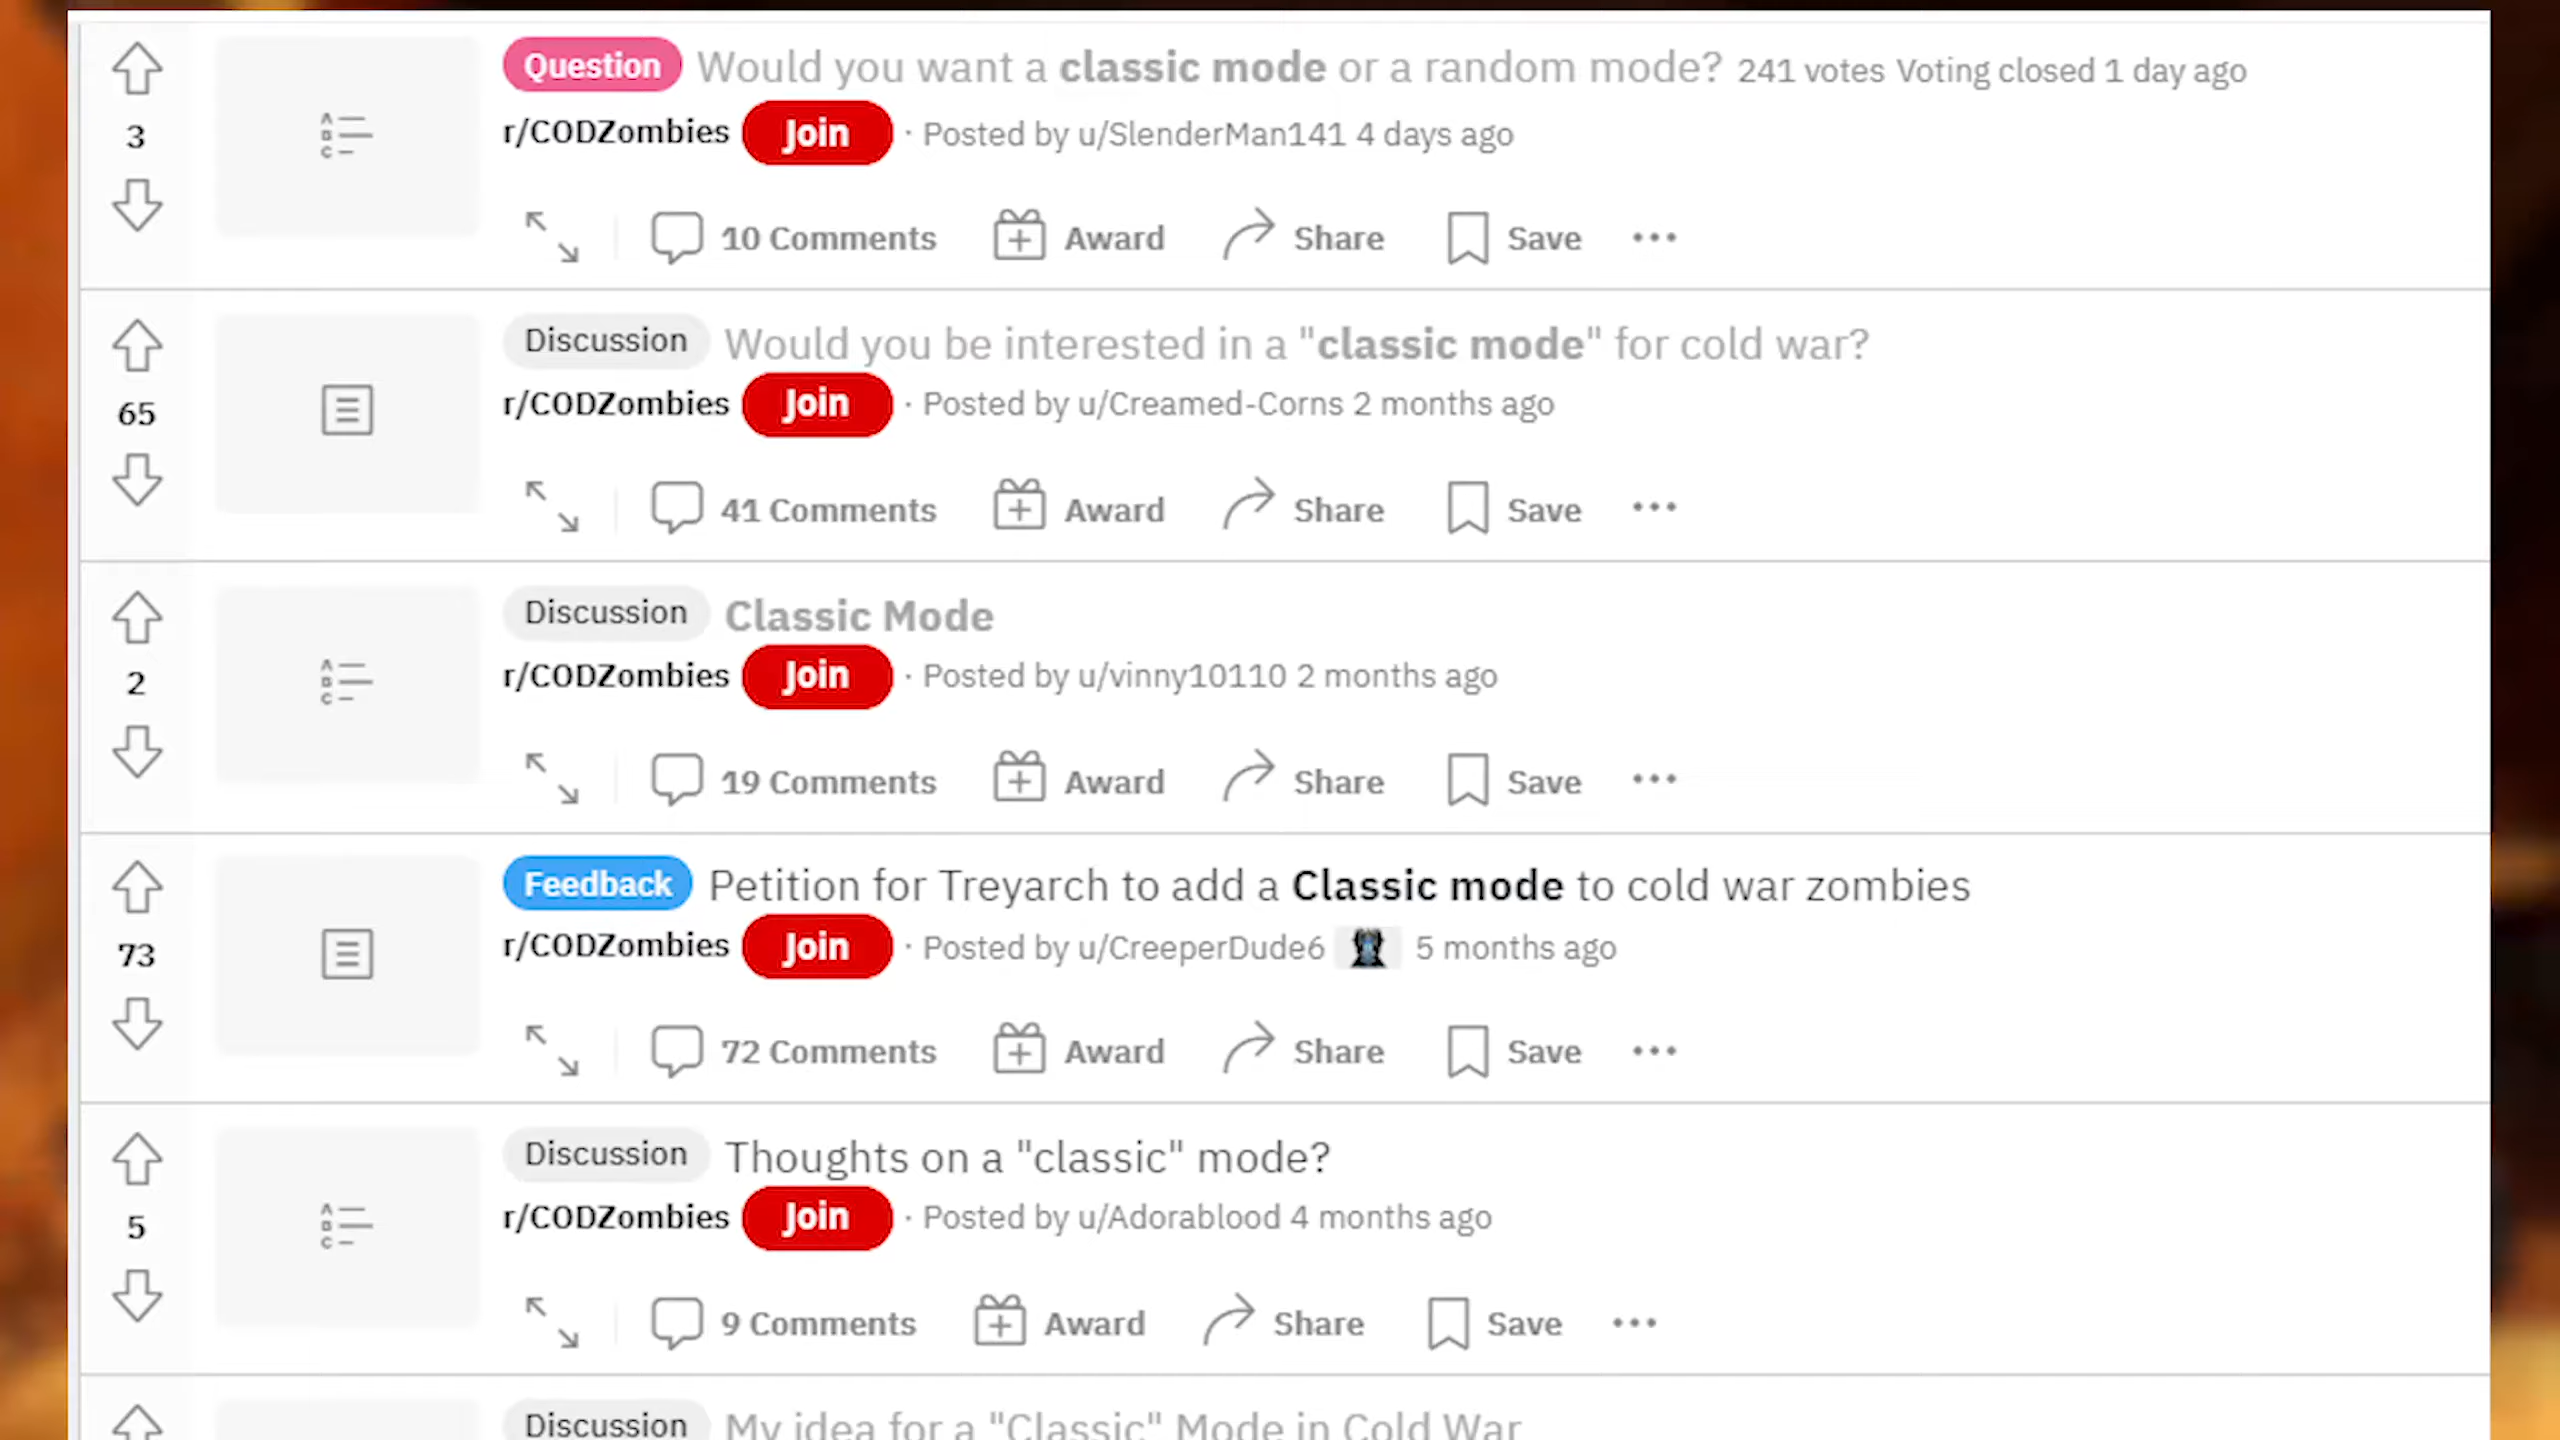 Question Would you want a classic mode or a random mode? 241 votes Voting closed 1 day ago
3
r/CODZombies Join · Posted by u/SlenderMan141 4 days ago
10 Comments Award Share Save
Discussion Would you be interested in a "classic mode" for cold war?
65
r/CODZombies Join · Posted by u/Creamed-Corns 2 months ago
41 Comments Award Share Save
Discussion Classic Mode
2
r/CODZombies Join · Posted by u/vinny10110 2 months ago
19 Comments Award Share Save
Feedback Petition for Treyarch to add a Classic mode to cold war zombies
73
r/CODZombies Join · Posted by u/CreeperDude6 5 months ago
72 Comments Award Share Save
Discussion Thoughts on a "classic" mode?
5
r/CODZombies Join · Posted by u/Adorablood 4 months ago
9 Comments Award Share Save
Discussion My idea for a "Classic" Mode in Cold War